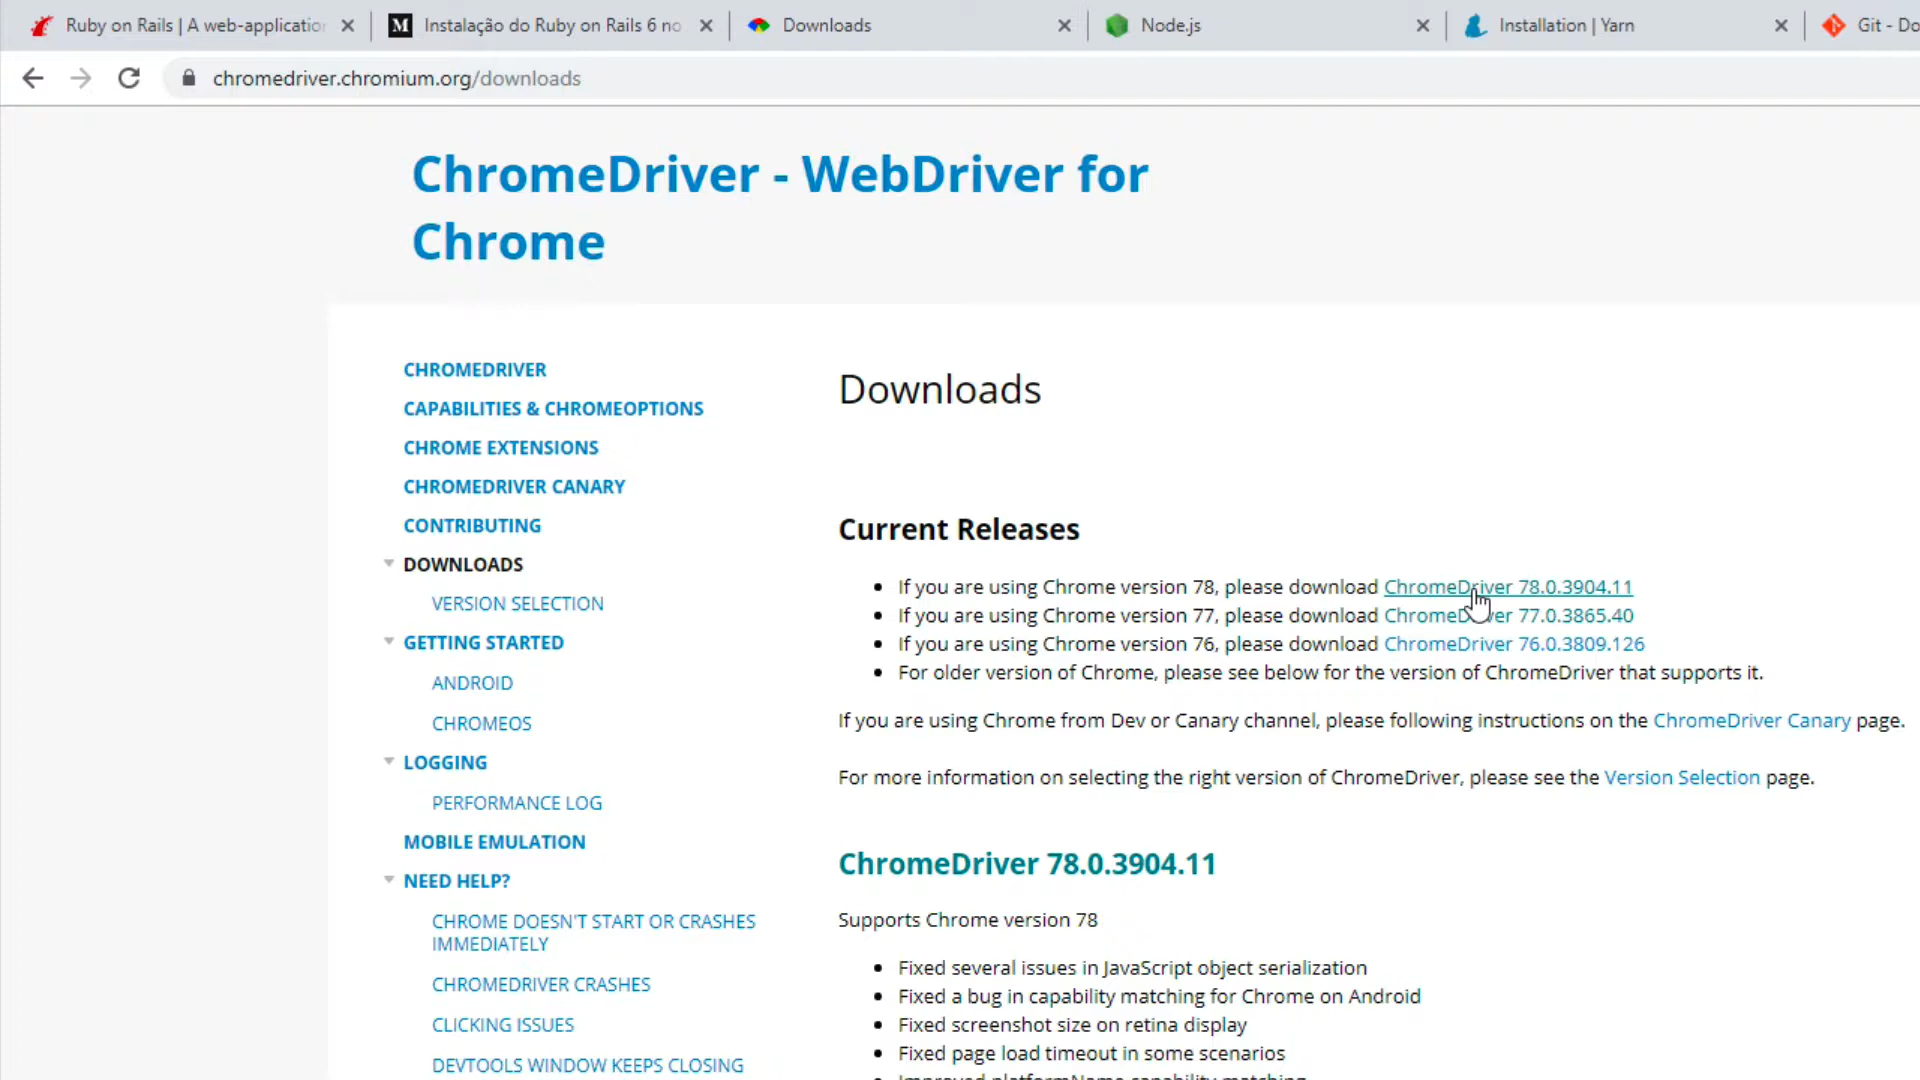 Ruby on Rails | A web-application
M Instalação do Ruby on Rails 6 no
Downloads
Node.js
Installation | Yarn
Git - Do
chromedriver.chromium.org/downloads
ChromeDriver - WebDriver for
Chrome
CHROMEDRIVER
CAPABILITIES & CHROMEOPTIONS
CHROME EXTENSIONS
CHROMEDRIVER CANARY
CONTRIBUTING
DOWNLOADS
VERSION SELECTION
GETTING STARTED
ANDROID
CHROMEOS
LOGGING
PERFORMANCE LOG
MOBILE EMULATION
NEED HELP?
CHROME DOESN'T START OR CRASHES
IMMEDIATELY
CHROMEDRIVER CRASHES
CLICKING ISSUES
DEVTOOLS WINDOW KEEPS CLOSING
Downloads
Current Releases
If you are using Chrome version 78, please download ChromeDriver 78.0.3904.11
If you are using Chrome version 77, please download ChromeDriver 77.0.3865.40
If you are using Chrome version 76, please download ChromeDriver 76.0.3809.126
For older version of Chrome, please see below for the version of ChromeDriver that supports it.
If you are using Chrome from Dev or Canary channel, please following instructions on the ChromeDriver Canary page.
For more information on selecting the right version of ChromeDriver, please see the Version Selection page.
ChromeDriver 78.0.3904.11
Supports Chrome version 78
Fixed several issues in JavaScript object serialization
Fixed a bug in capability matching for Chrome on Android
Fixed screenshot size on retina display
Fixed page load timeout in some scenarios
Improved platformName capability matching